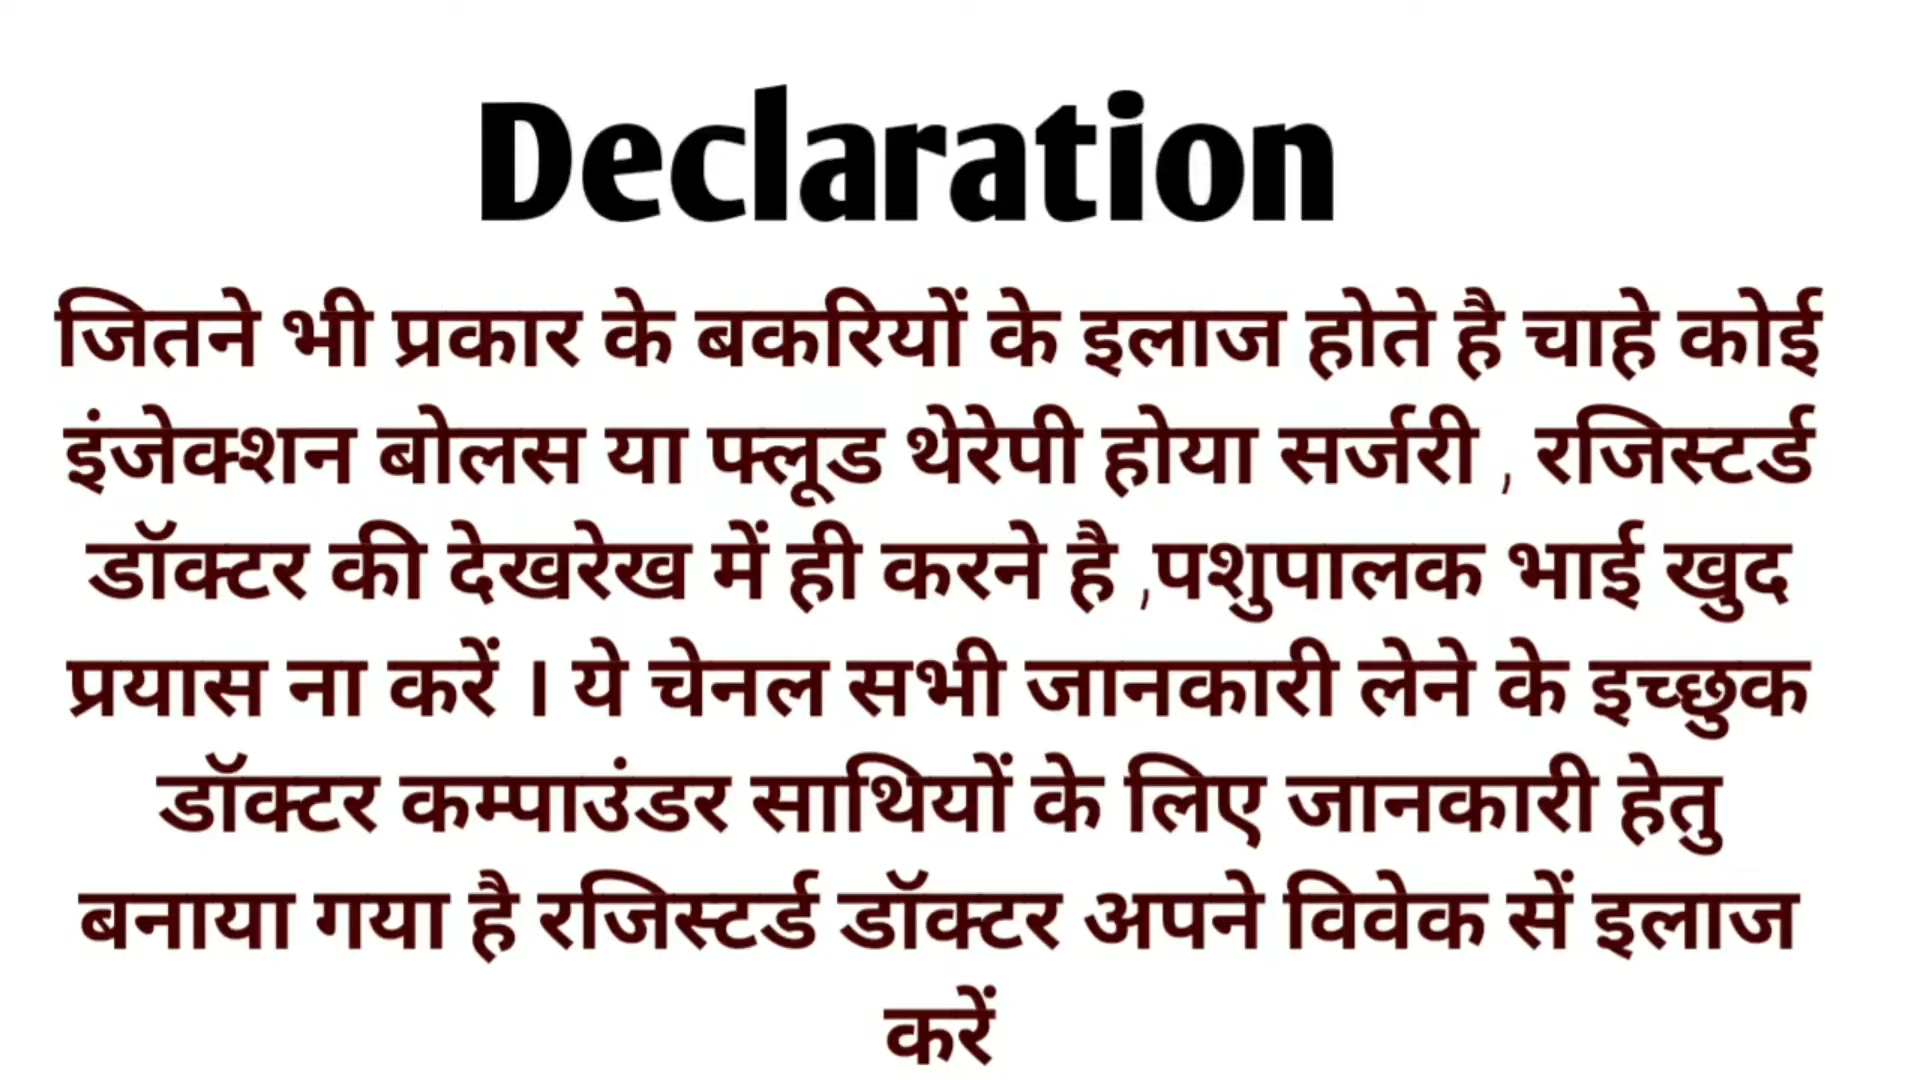 Declaration
जितने भी प्रकार के बकरियों के इलाज होते है चाहे कोई
इंजेक्शन बोलस या फ्लूड थेरेपी होया सर्जरी , रजिस्टर्ड
डॉक्टर की देखरेख में ही करने है ,पशुपालक भाई खुद
प्रयास ना करें । ये चेनल सभी जानकारी लेने के इच्छुक
डॉक्टर कम्पाउंडर साथियों के लिए जानकारी हेतु
बनाया गया है रजिस्टर्ड डॉक्टर अपने विवेक सें इलाज
करें